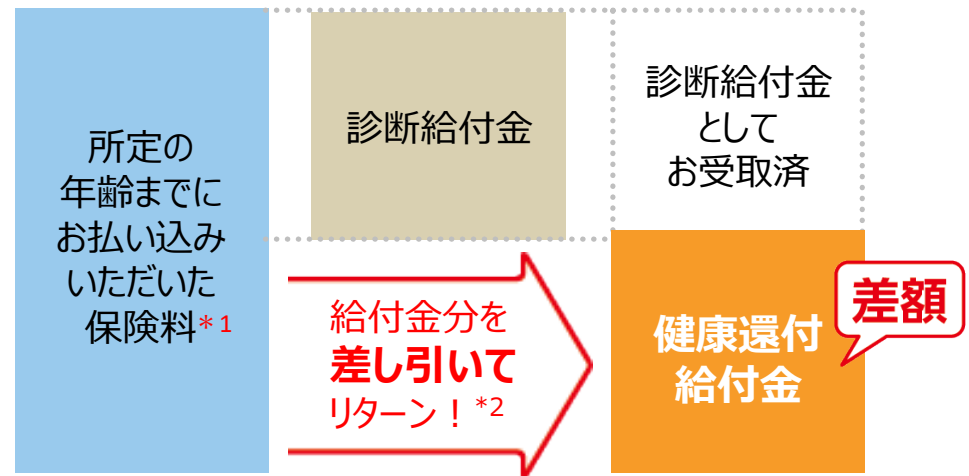 所定の
年齢までに
お払い込み
いただいた
保険料＊1
診断給付金
診断給付金
として
お受取済
給付金分を
差し引いて
リターン！*2
健康還付
給付金
差額